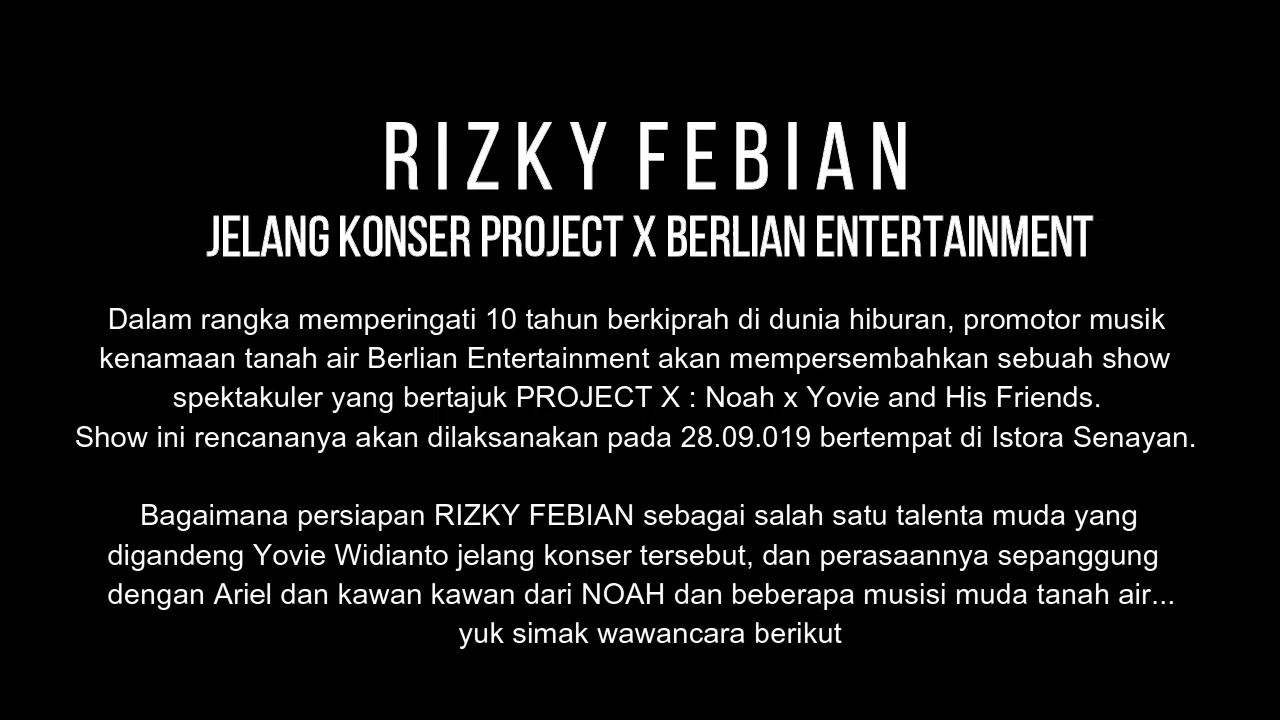 RIZKY FEBIAN
JELANG KONSER PROJECT X BERLIAN ENTERTAINMENT
Dalam rangka memperingati 10 tahun berkiprah di dunia hiburan, promotor musik
kenamaan tanah air Berlian Entertainment akan mempersembahkan sebuah show
spektakuler yang bertajuk PROJECT X : Noah x Yovie and His Friends.
Show ini rencananya akan dilaksanakan pada 28.09.019 bertempat di Istora Senayan.
Bagaimana persiapan RIZKY FEBIAN sebagai salah satu talenta muda yang
digandeng Yovie Widianto jelang konser tersebut, dan perasaannya sepanggung
dengan Ariel dan kawan kawan dari NOAH dan beberapa musisi muda tanah air...
yuk simak wawancara berikut